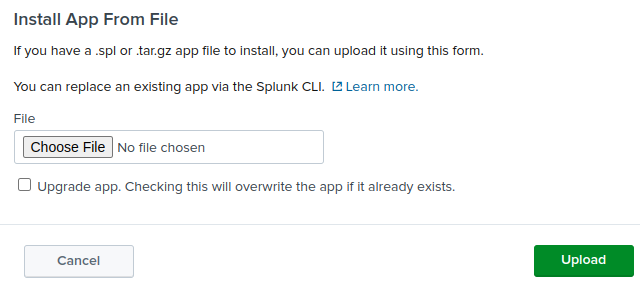 Install App From File
If you have a .spl or .tar.gz app file to install, you can upload it using this form.
You can replace an existing app via the Splunk CLI. Learn more.
File
Choose File No file chosen
Upgrade app. Checking this will overwrite the app if it already exists.
Cancel Upload